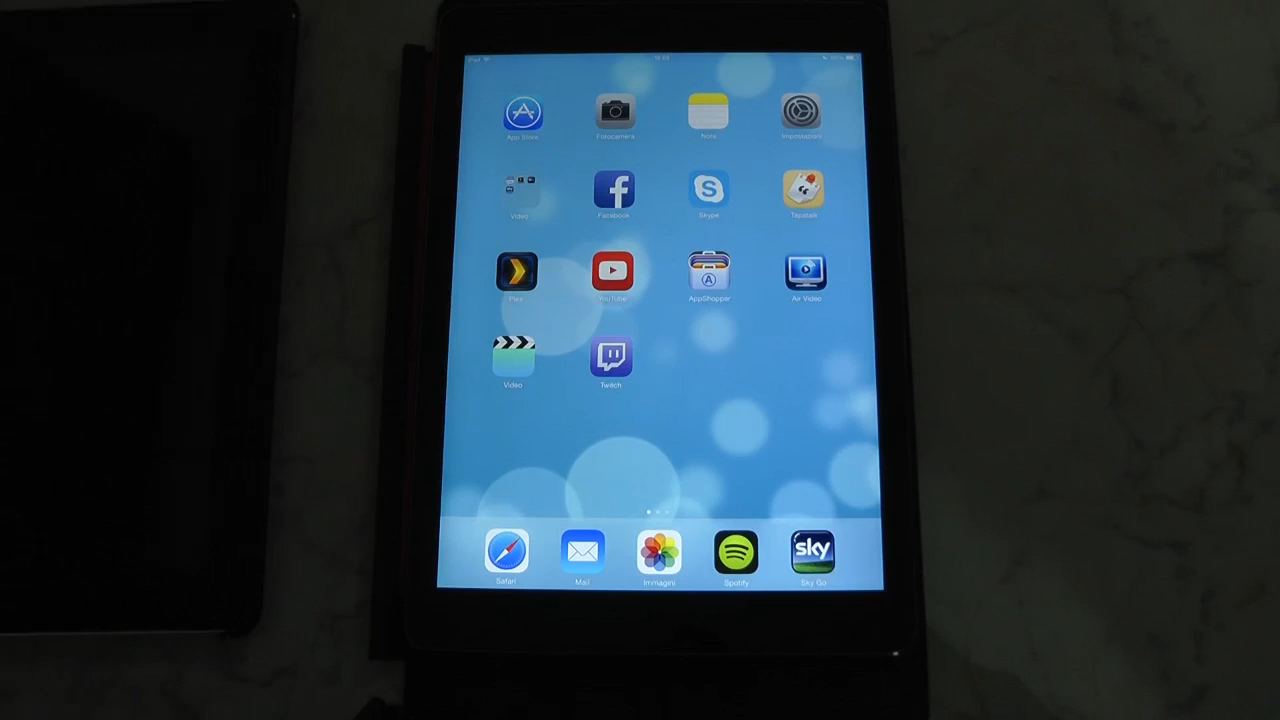 iPad
App Store Fotocamera Note Impostazioni
Video Facebook Skype Tapatalk
Plex YouTube AppShopper Air Video
Video Twitch
sky
Safari Mail Immagini Spotify Sky Go